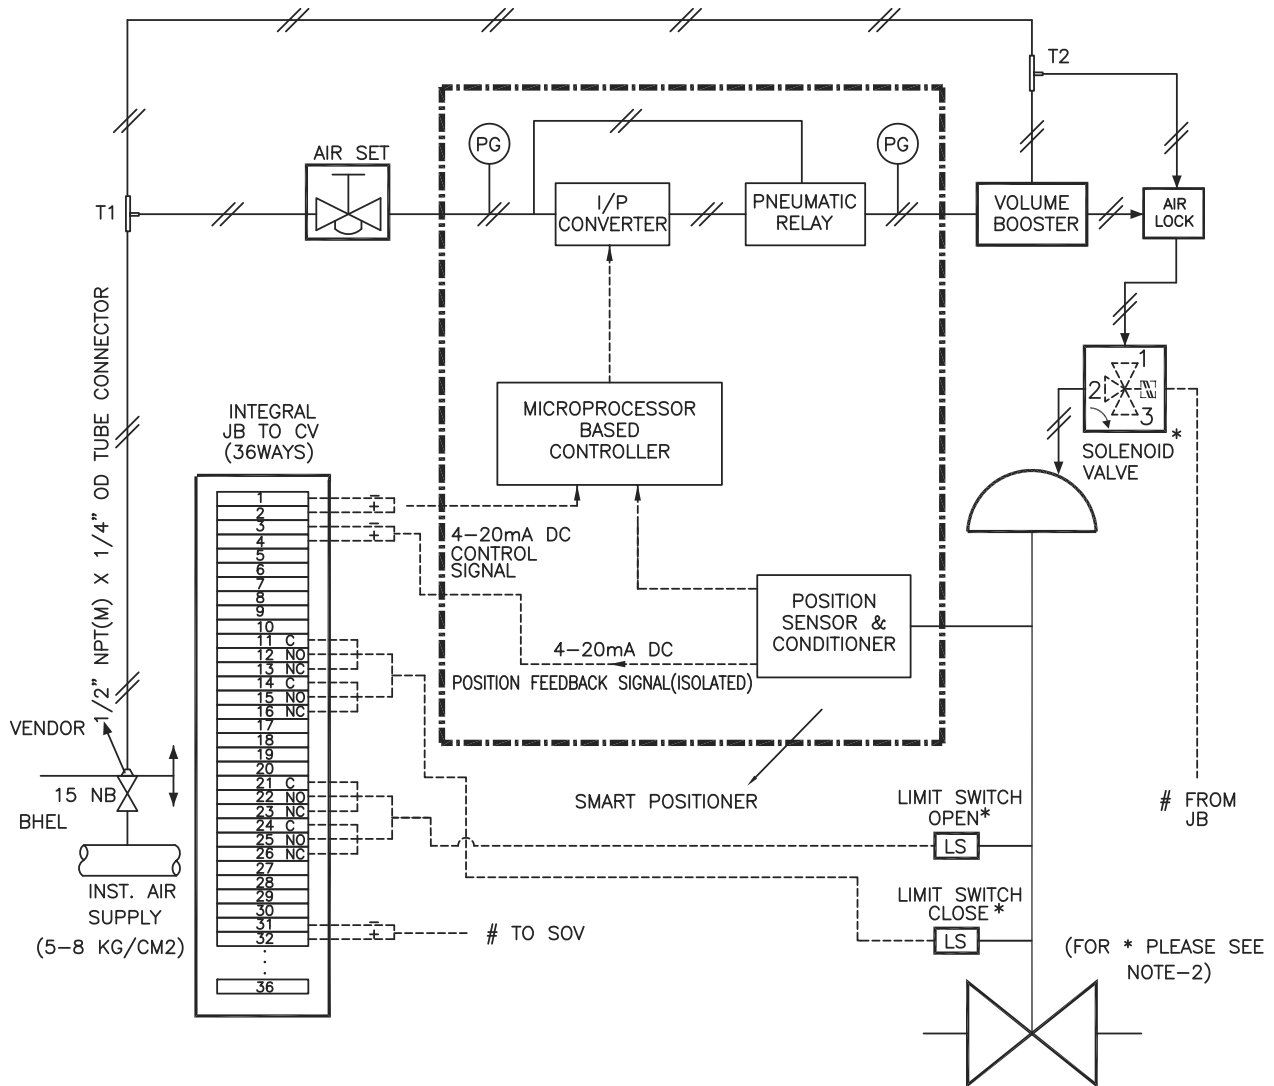 T2
AIR SET
PG
PG
T1
I/P
CONVERTER
PNEUMATIC
RELAY
VOLUME
BOOSTER
AIR
LOCK
1/2" NPT(M) X 1/4" OD TUBE CONNECTOR
1
2
3
SOLENOID *
VALVE
MICROPROCESSOR
BASED
CONTROLLER
INTEGRAL
JB TO CV
(36WAYS)
1 −
2 +
3 −
4 +
5
6
7
8
9
10
11 C
12 NO
13 NC
14 C
15 NO
16 NC
17
18
19
20
21 C
22 NO
23 NC
24 C
25 NO
26 NC
27
28
29
30
31 −
32 +
36
4−20mA DC
CONTROL
SIGNAL
POSITION
SENSOR &
CONDITIONER
4−20mA DC
POSITION FEEDBACK SIGNAL(ISOLATED)
SMART POSITIONER
VENDOR
15 NB
BHEL
INST. AIR
SUPPLY
(5−8 KG/CM2)
# TO SOV
LIMIT SWITCH
OPEN*
LS
LIMIT SWITCH
CLOSE*
LS
# FROM
JB
(FOR * PLEASE SEE
NOTE−2)